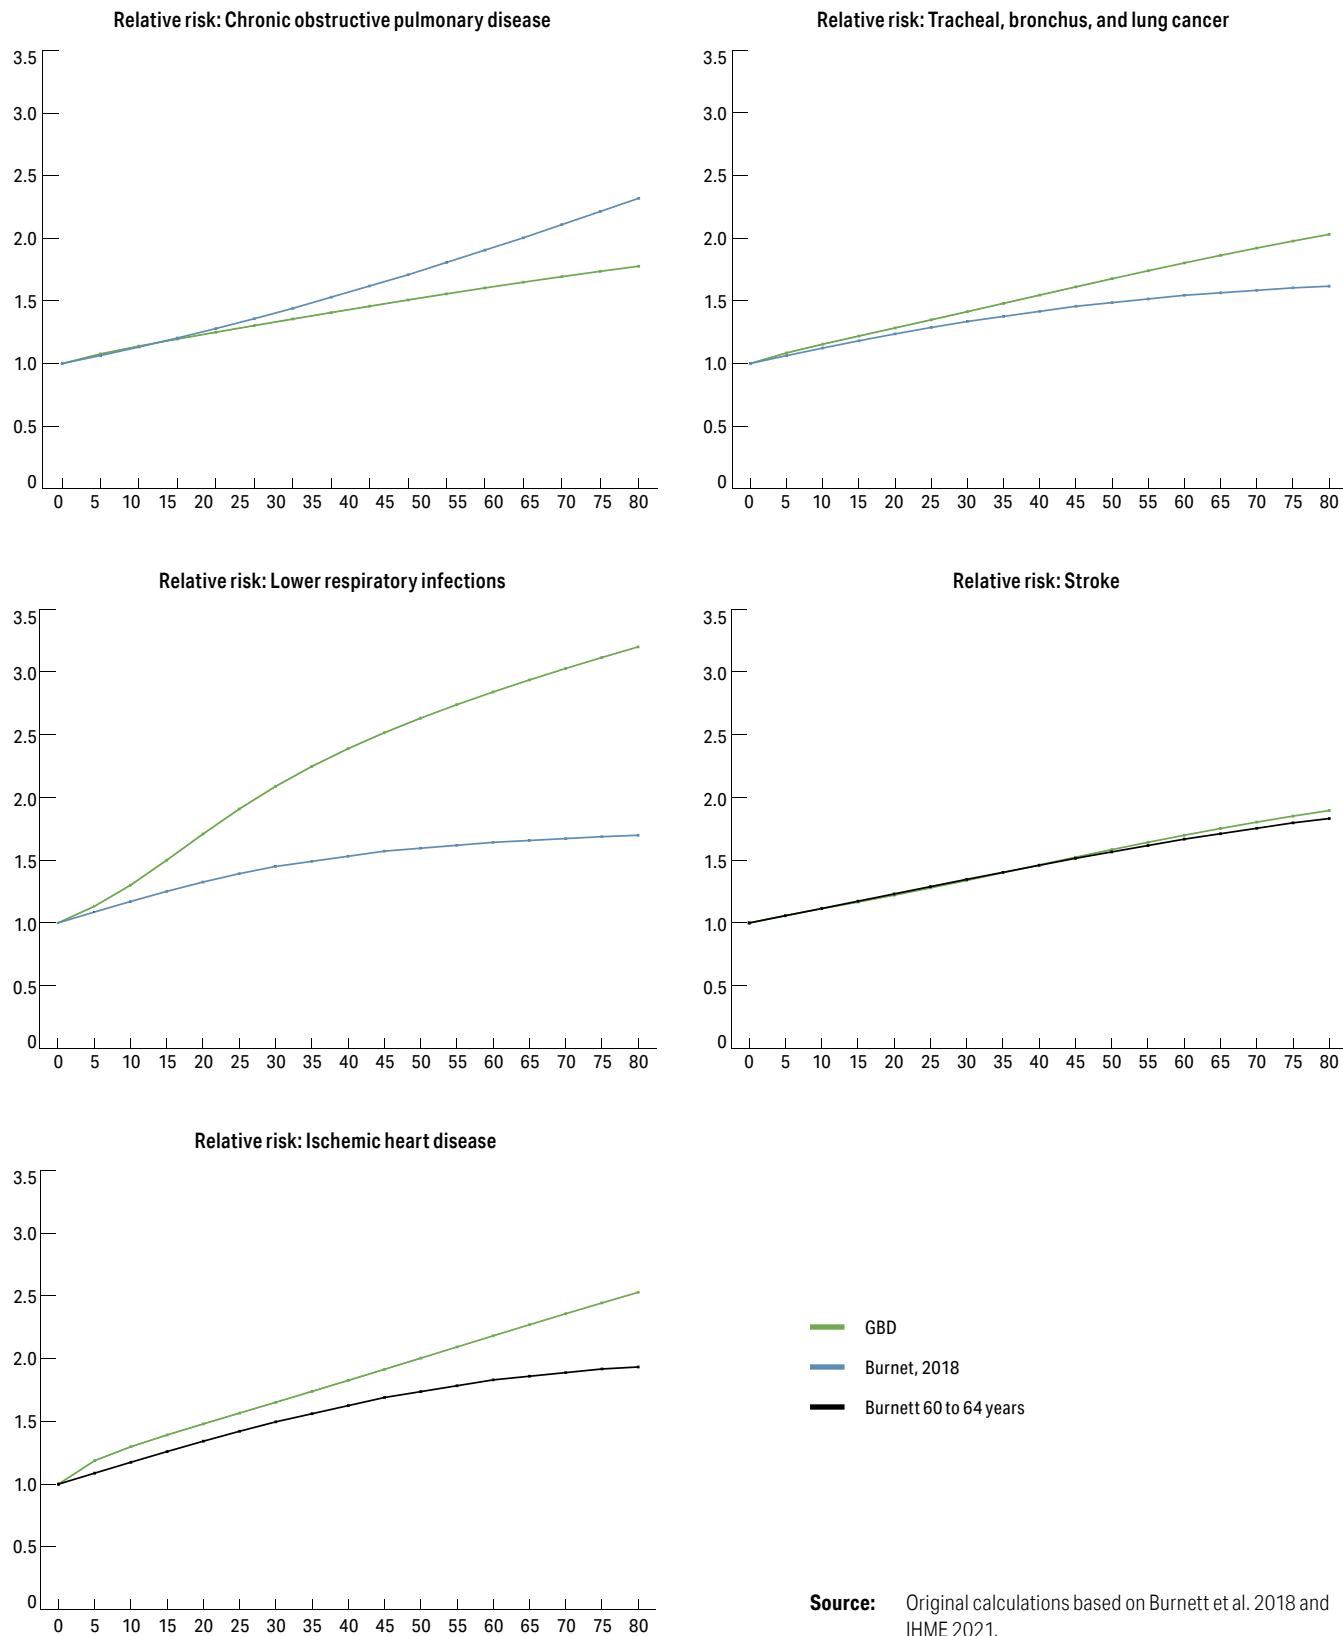 Relative risk: Chronic obstructive pulmonary disease
3.5
3.0
2.5
2.0
1.5
1.0
0.5
0
0 5 10 15 20 25 30 35 40 45 50 55 60 65 70 75 80
Relative risk: Tracheal, bronchus, and lung cancer
3.5
3.0
2.5
2.0
1.5
1.0
0.5
0
0 5 10 15 20 25 30 35 40 45 50 55 60 65 70 75 80
Relative risk: Lower respiratory infections
3.5
3.0
2.5
2.0
1.5
1.0
0.5
0
0 5 10 15 20 25 30 35 40 45 50 55 60 65 70 75 80
Relative risk: Stroke
3.5
3.0
2.5
2.0
1.5
1.0
0.5
0
0 5 10 15 20 25 30 35 40 45 50 55 60 65 70 75 80
Relative risk: Ischemic heart disease
3.5
3.0
2.5
2.0
1.5
1.0
0.5
0
0 5 10 15 20 25 30 35 40 45 50 55 60 65 70 75 80
GBD
Burnet, 2018
Burnett 60 to 64 years
Source: Original calculations based on Burnett et al. 2018 and
IHME 2021.